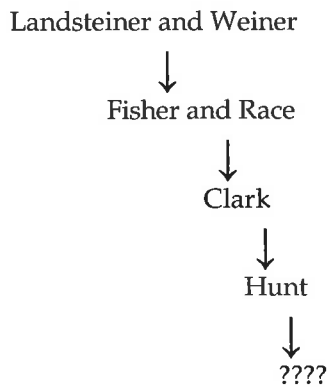 Landsteiner and Weiner
Fisher and Race
Clark
Hunt
????